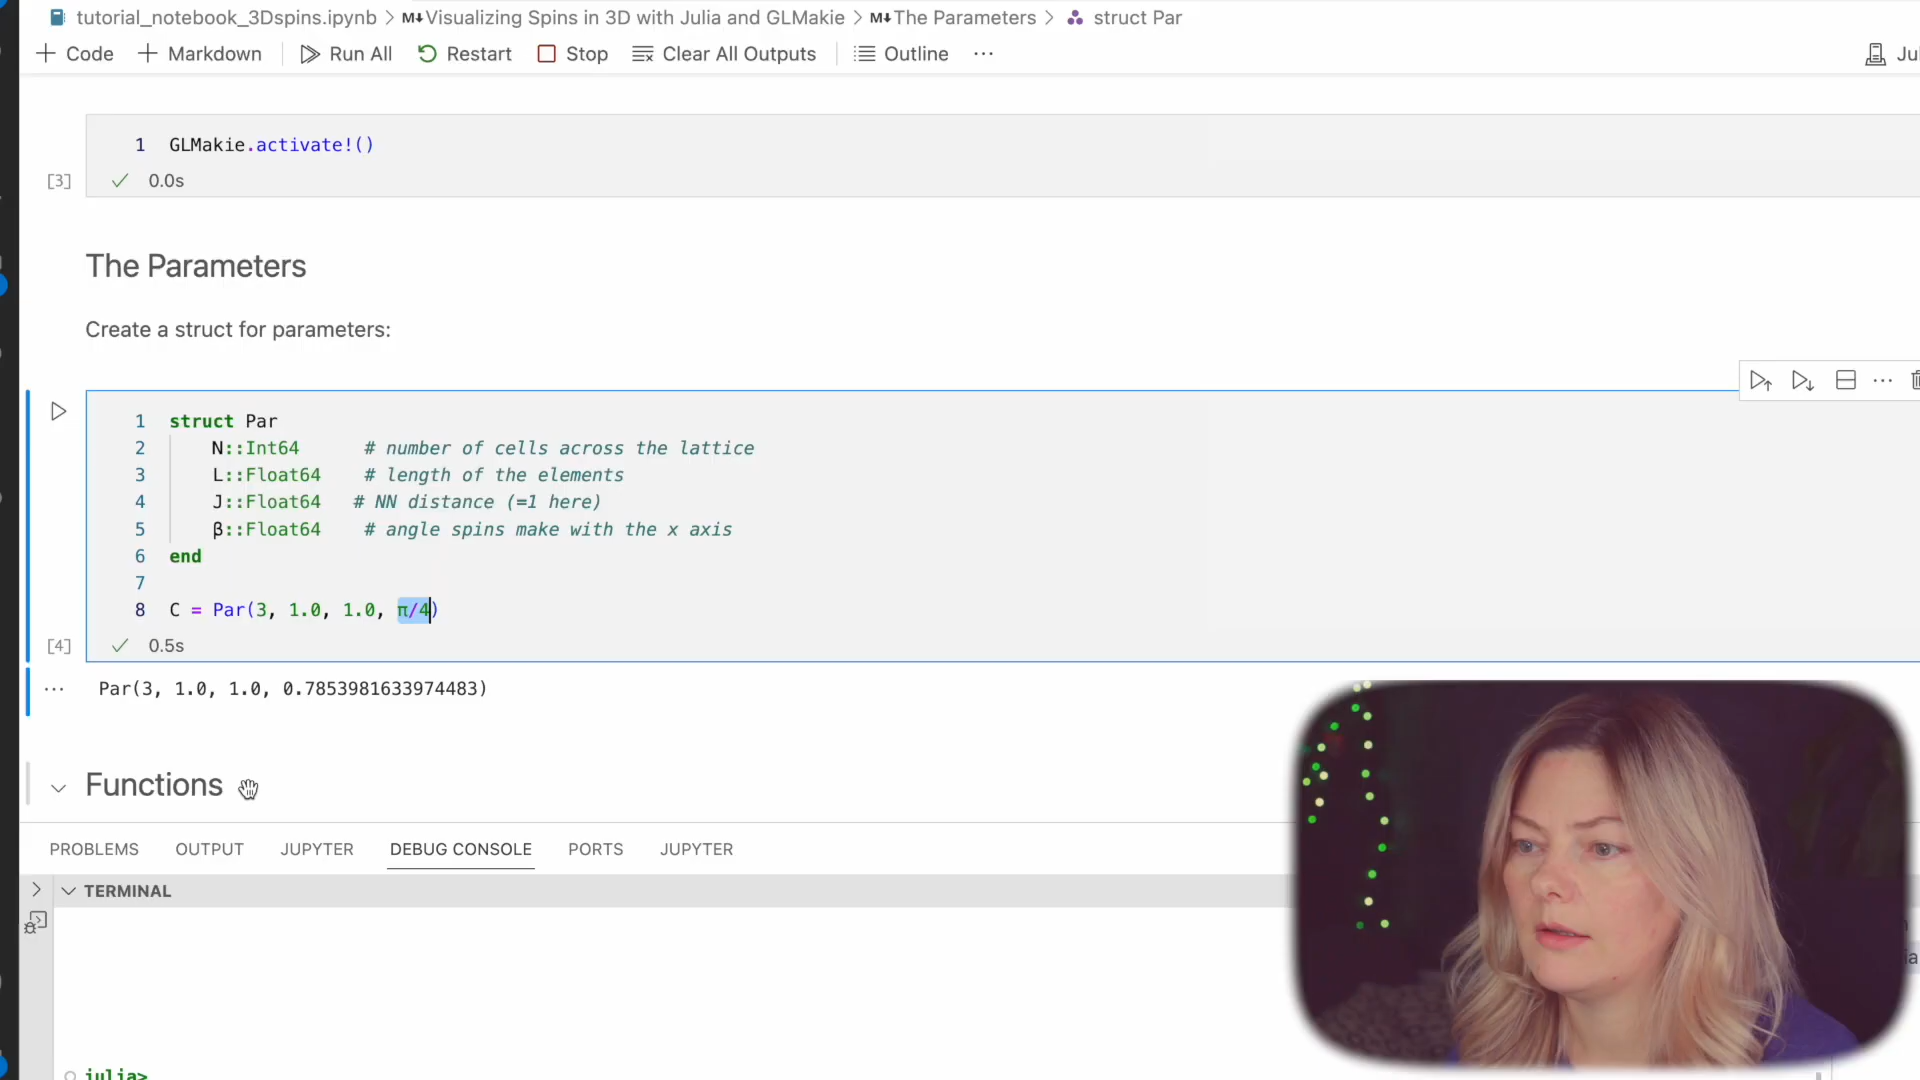 tutorial_notebook_3Dspins.ipynb > M↓Visualizing Spins in 3D with Julia and GLMakie > M↓The Parameters > struct Par
+ Code + Markdown Run All Restart Stop Clear All Outputs Outline ...
1 GLMakie.activate!()
[3] ✓ 0.0s
The Parameters
Create a struct for parameters:
1 struct Par
2 N::Int64 # number of cells across the lattice
3 L::Float64 # length of the elements
4 J::Float64 # NN distance (=1 here)
5 β::Float64 # angle spins make with the x axis
6 end
7
8 C = Par(3, 1.0, 1.0, π/4)
[4] ✓ 0.5s
... Par(3, 1.0, 1.0, 0.7853981633974483)
Functions
PROBLEMS OUTPUT JUPYTER DEBUG CONSOLE PORTS JUPYTER
TERMINAL
julia>